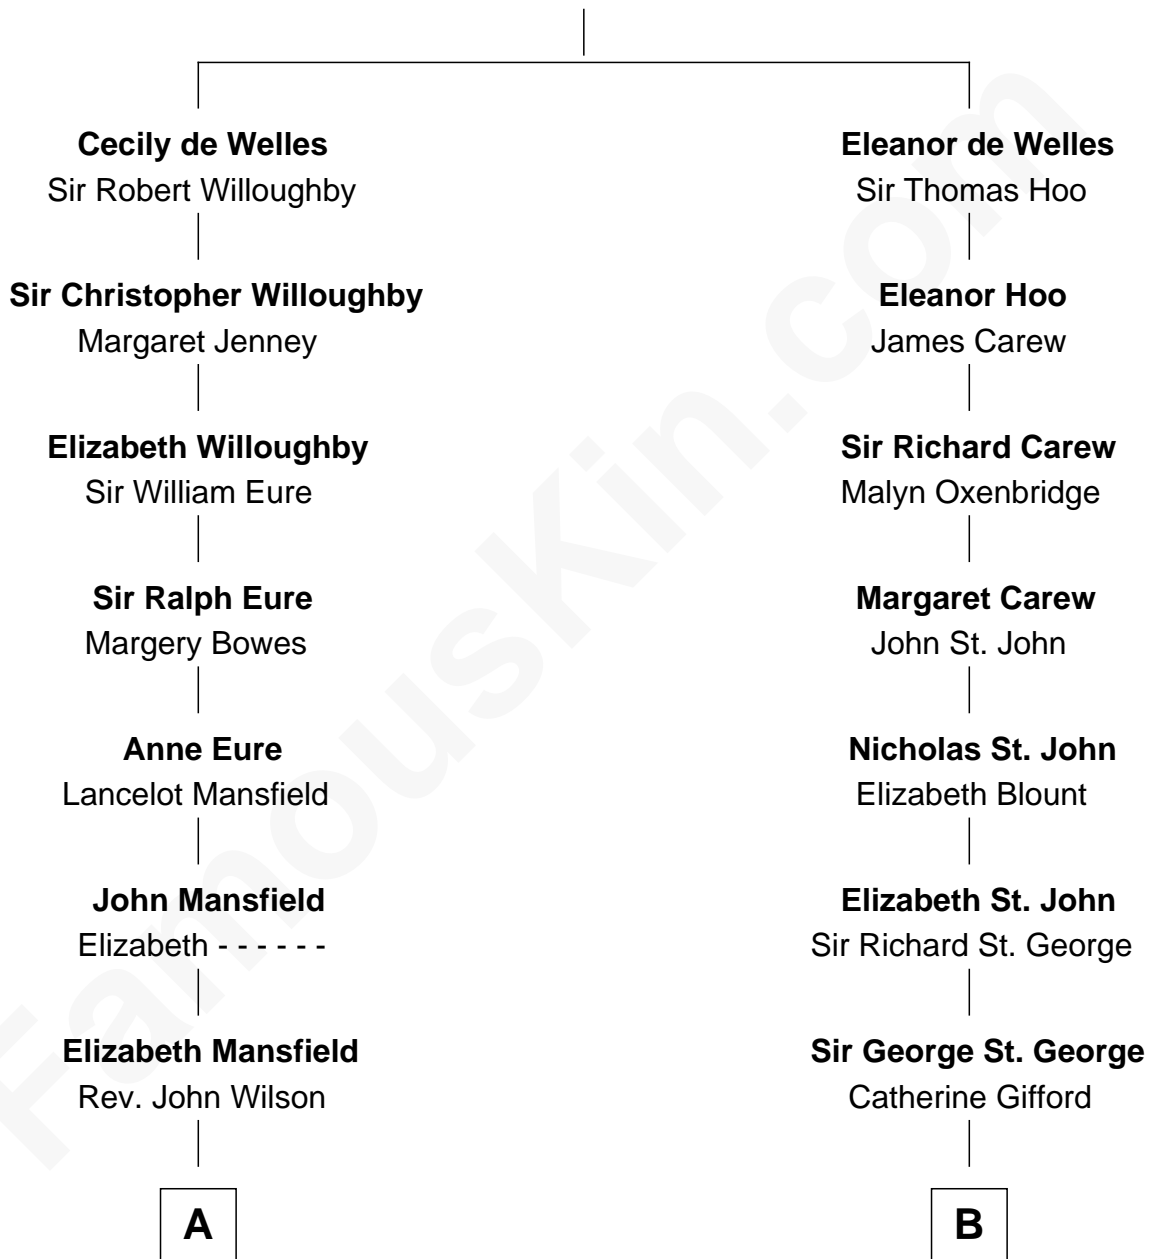 Cecily de Welles
Sir Robert Willoughby
Eleanor de Welles
Sir Thomas Hoo
Sir Christopher Willoughby
Margaret Jenney
Eleanor Hoo
James Carew
Elizabeth Willoughby
Sir William Eure
Sir Richard Carew
Malyn Oxenbridge
Sir Ralph Eure
Margery Bowes
Margaret Carew
John St. John
Anne Eure
Lancelot Mansfield
Nicholas St. John
Elizabeth Blount
John Mansfield
Elizabeth - - - - - -
Elizabeth St. John
Sir Richard St. George
Elizabeth Mansfield
Rev. John Wilson
Sir George St. George
Catherine Gifford
A
B
FamousKin.com